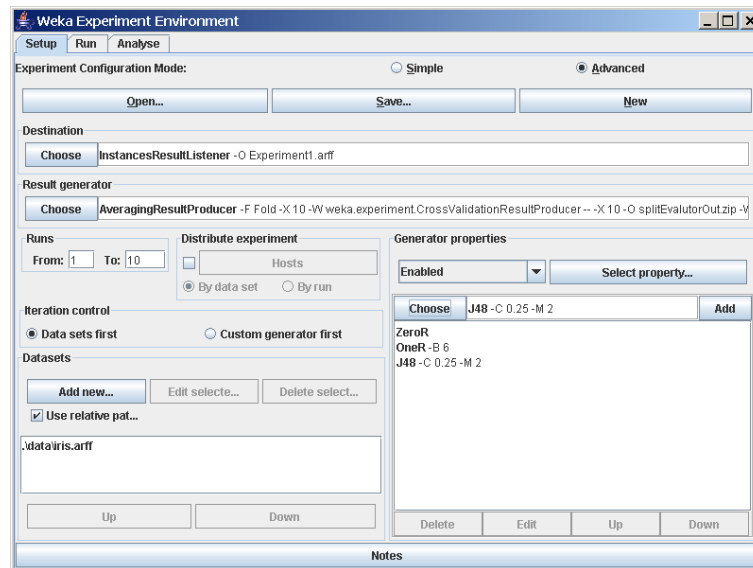 Weka Experiment Environment
Setup Run Analyse
Experiment Configuration Mode: Simple Advanced
Open... Save... New
Destination
Choose InstancesResultListener -O Experiment1.arff
Result generator
Choose AveragingResultProducer -F Fold -X 10 -W weka.experiment.CrossValidationResultProducer -- -X 10 -O splitEvalutorOut.zip -W
Runs
From: 1 To: 10
Distribute experiment
Hosts
By data set By run
Generator properties
Enabled Select property...
Iteration control
Data sets first Custom generator first
Choose J48 -C 0.25 -M 2 Add
ZeroR
OneR -B 6
J48 -C 0.25 -M 2
Datasets
Add new... Edit selecte... Delete select...
Use relative pat...
.\data\iris.arff
Up Down
Delete Edit Up Down
Notes